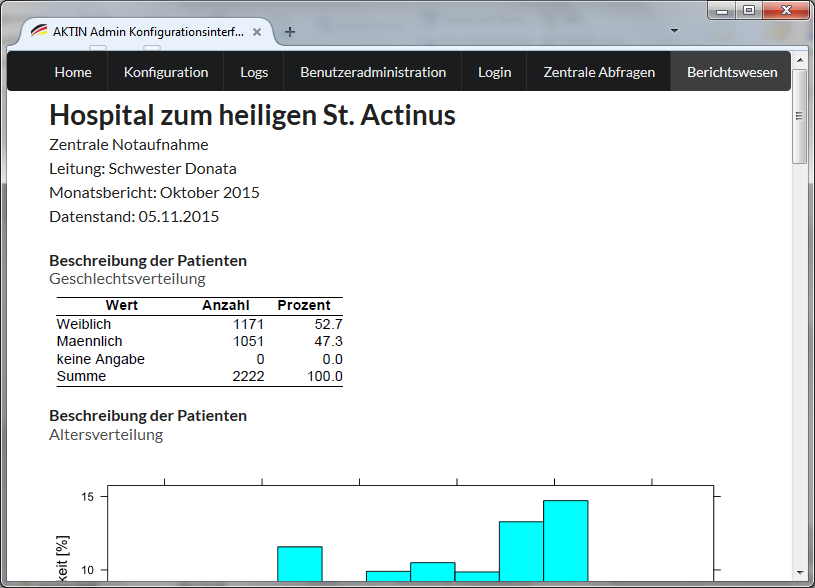 AKTIN Admin Konfigurationsinterf...
Home Konfiguration Logs Benutzeradministration Login Zentrale Abfragen Berichtswesen
Hospital zum heiligen St. Actinus
Zentrale Notaufnahme
Leitung: Schwester Donata
Monatsbericht: Oktober 2015
Datenstand: 05.11.2015
Beschreibung der Patienten
Geschlechtsverteilung
Wert Anzahl Prozent
Weiblich 1171 52.7
Maennlich 1051 47.3
keine Angabe 0 0.0
Summe 2222 100.0
Beschreibung der Patienten
Altersverteilung
15
10
keit [%]